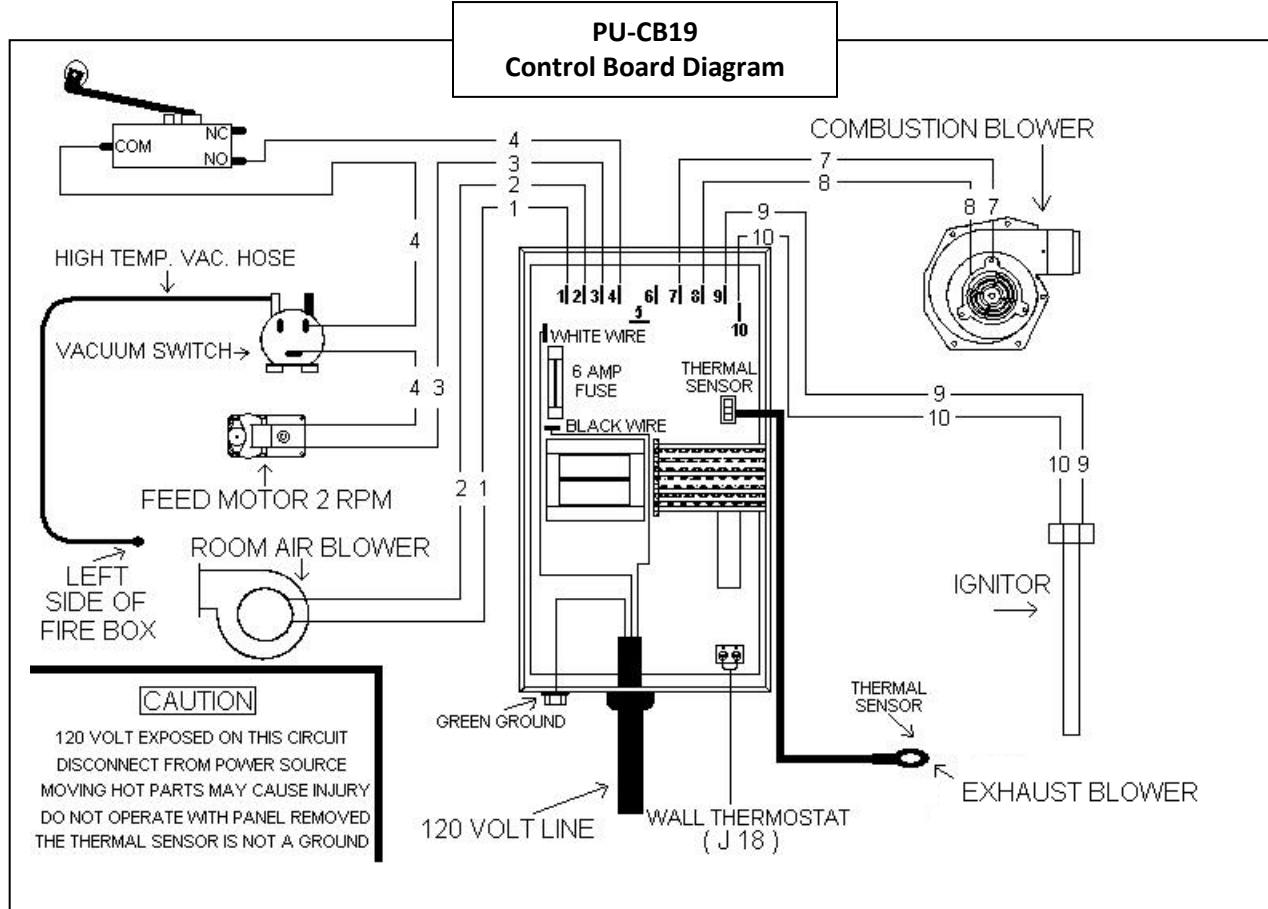 PU-CB19
Control Board Diagram
NC
COM
NO
4
3
2
1
4
7
8
COMBUSTION BLOWER
8 7
9
10
HIGH TEMP. VAC. HOSE
VACUUM SWITCH
4 3
FEED MOTOR 2 RPM
2 1
ROOM AIR BLOWER
LEFT
SIDE OF
FIRE BOX
1 2 3 4 5 6 7 8 9
10
WHITE WIRE
6 AMP
FUSE
BLACK WIRE
THERMAL
SENSOR
9
10
10 9
IGNITOR
GREEN GROUND
120 VOLT LINE
WALL THERMOSTAT
( J 18 )
THERMAL
SENSOR
EXHAUST BLOWER
CAUTION
120 VOLT EXPOSED ON THIS CIRCUIT
DISCONNECT FROM POWER SOURCE
MOVING HOT PARTS MAY CAUSE INJURY
DO NOT OPERATE WITH PANEL REMOVED
THE THERMAL SENSOR IS NOT A GROUND